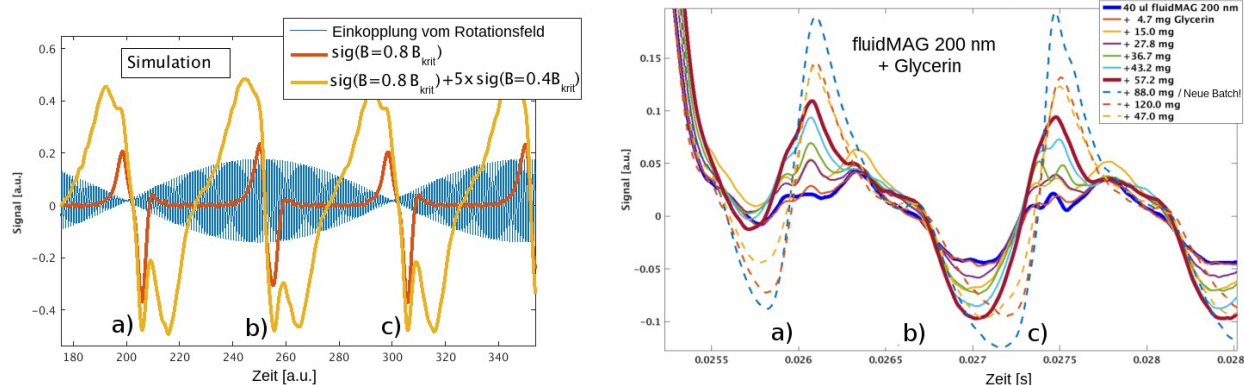 Simulation
Einkopplung vom Rotationsfeld
sig(B=0.8 Bkrit)
sig(B=0.8 Bkrit)+5x sig(B=0.4Bkrit)
Signal [a.u.]
0.6
0.4
0.2
0
−0.2
−0.4
a)
b)
c)
180
200
220
240
260
280
300
320
340
Zeit [a.u.]
fluidMAG 200 nm
+ Glycerin
40 ul fluidMAG 200 nm
+ 4.7 mg Glycerin
+ 15.0 mg
+ 27.8 mg
+36.7 mg
+43.2 mg
+ 57.2 mg
+ 88.0 mg / Neue Batch!
+ 120.0 mg
+ 47.0 mg
Signal [a.u.]
0.15
0.1
0.05
0
-0.05
-0.1
a)
b)
c)
0.0255
0.026
0.0265
0.027
0.0275
0.028
0.028
Zeit [s]